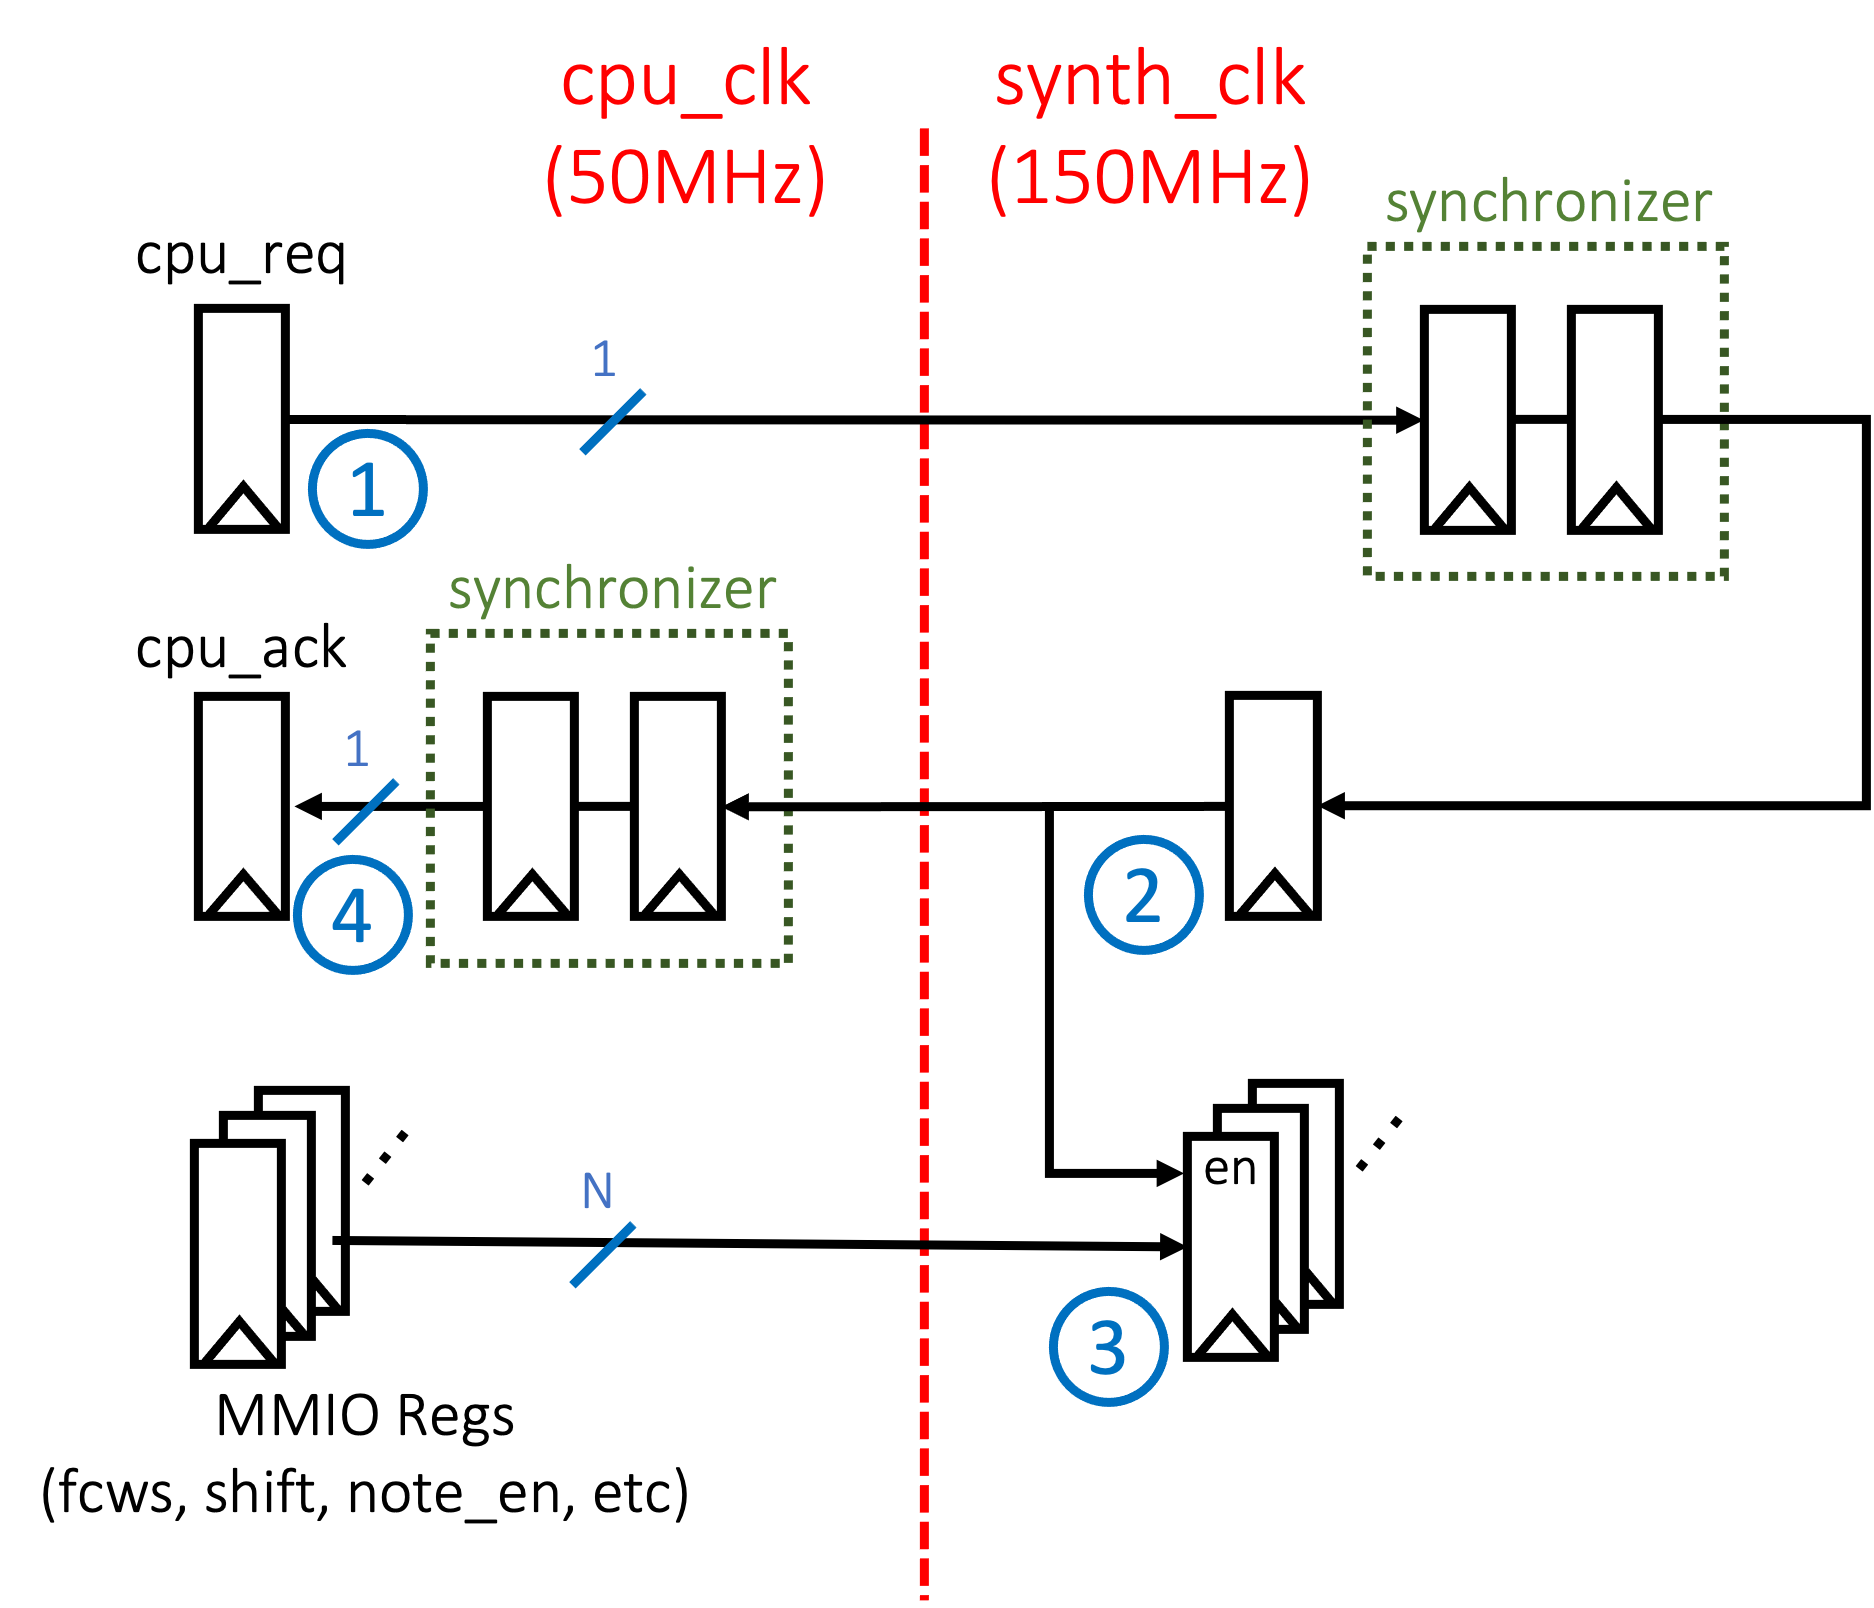 cpu_clk
(50MHz)
synth_clk
(150MHz)
synchronizer
cpu_req
1
1
synchronizer
cpu_ack
1
4
2
en
N
3
MMIO Regs
(fcws, shift, note_en, etc)